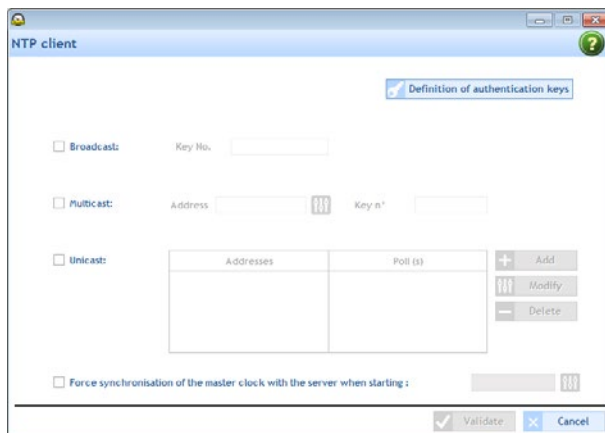 NTP client
?
Definition of authentication keys
Broadcast: Key No.
Multicast: Address Key n°
Unicast: Addresses Poll (s) Add
Modify
Delete
Force synchronisation of the master clock with the server when starting :
Validate Cancel